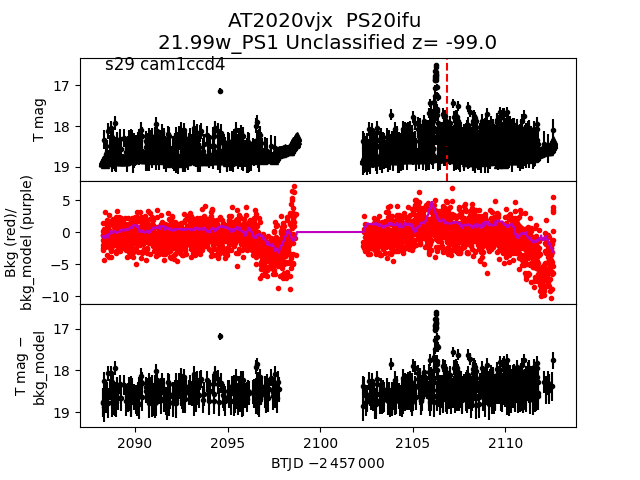 AT2020vjx  PS20ifu
21.99w_PS1 Unclassified z= -99.0
s29 cam1ccd4
T mag
17
18
19
Bkg (red)/
bkg_model (purple)
5
0
−5
−10
T mag −
bkg_model
17
18
19
2090
2095
2100
2105
2110
BTJD −2 457 000